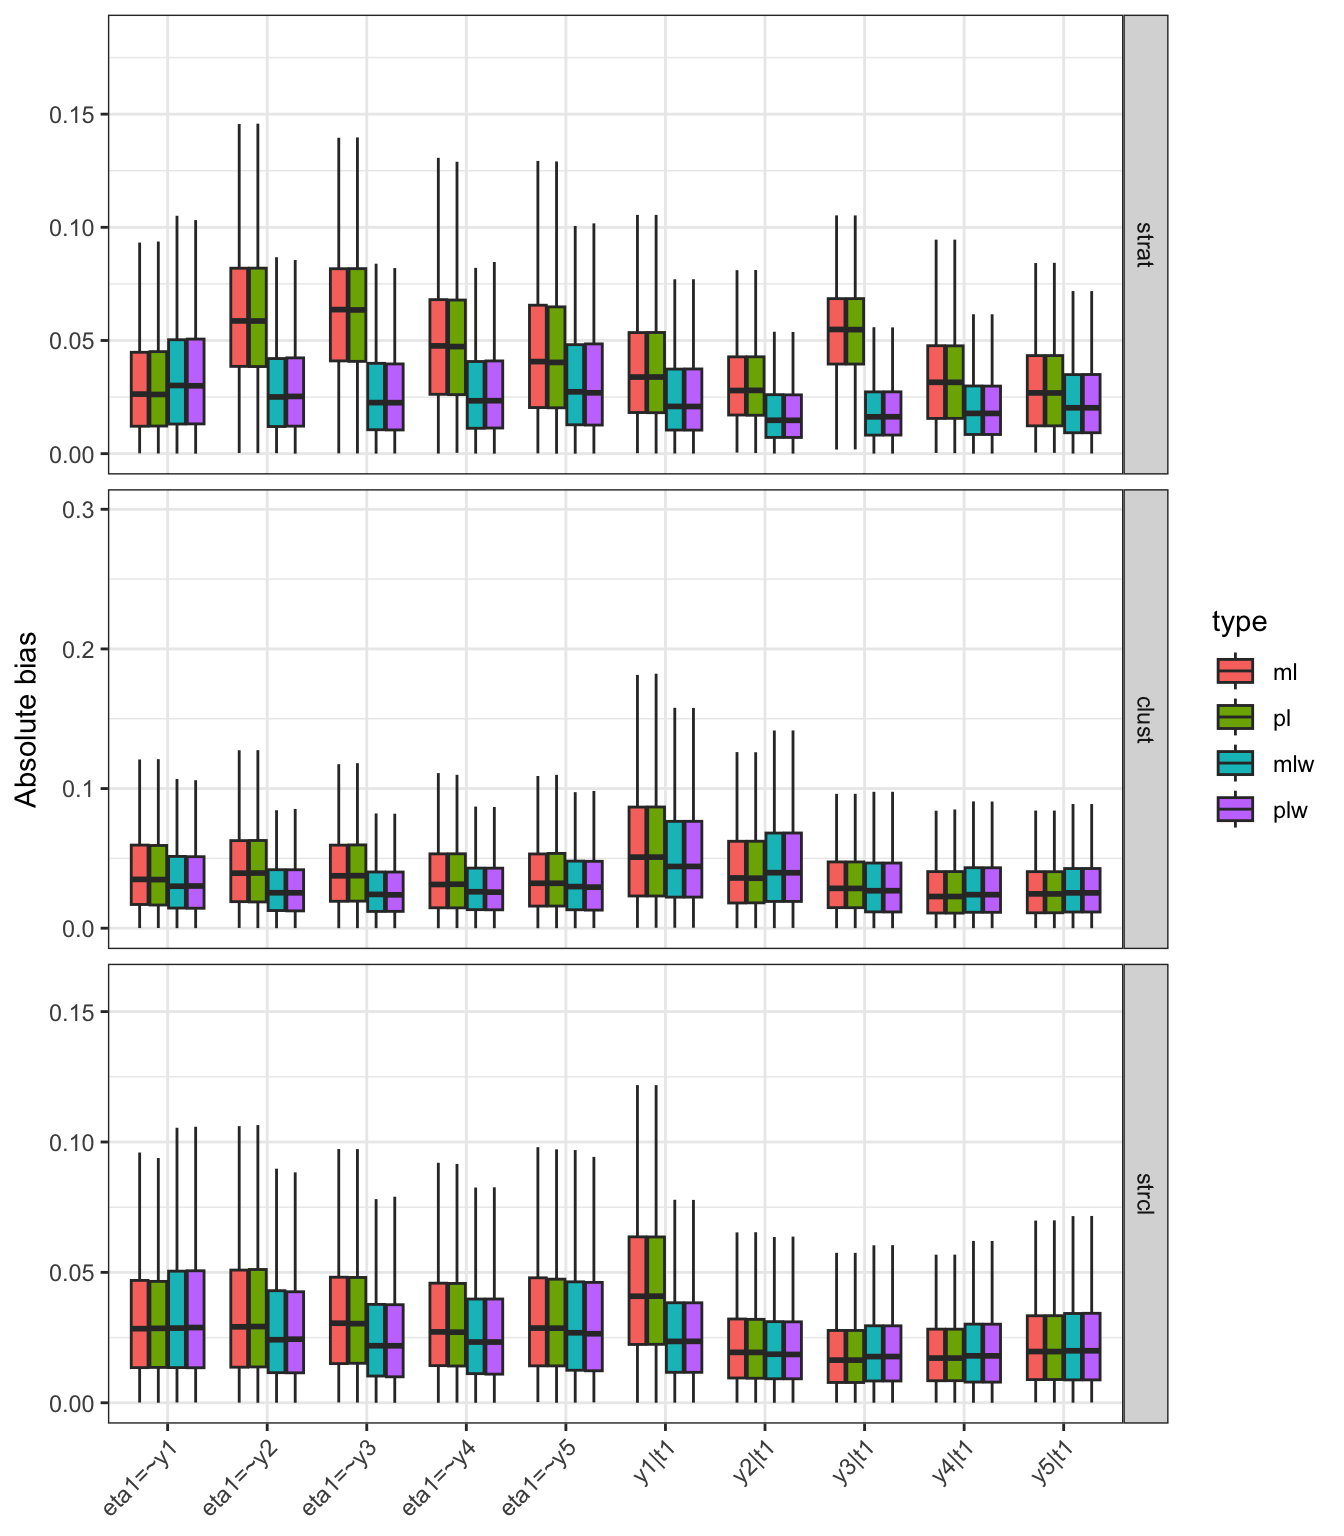 Absolute bias
0.15
0.10
0.05
0.00
strat
0.3
0.2
0.1
0.0
clust
0.15
0.10
0.05
0.00
strcl
eta1=~y1
eta1=~y2
eta1=~y3
eta1=~y4
eta1=~y5
y1|t1
y2|t1
y3|t1
y4|t1
y5|t1
type
ml
pl
mlw
plw